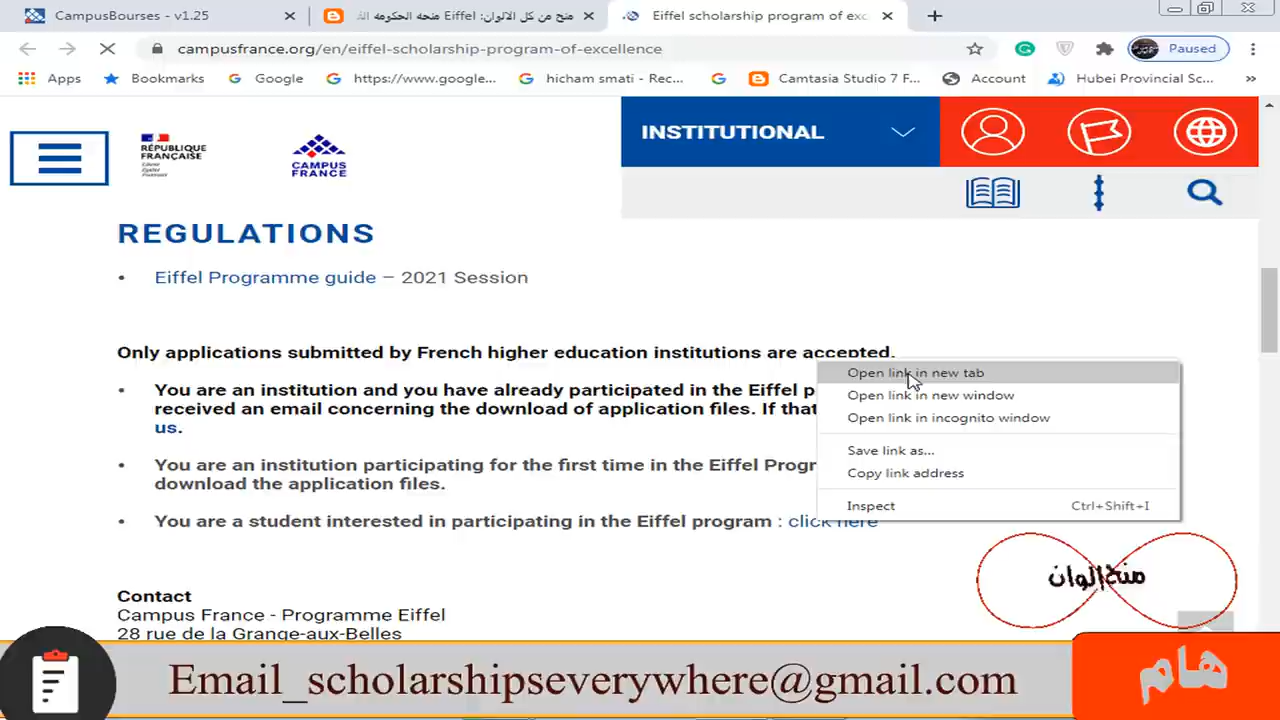 CampusBourses - v1.25
منح من كل الالوان: Eiffel منحه الحكومه الف
Eiffel scholarship program of exc
campusfrance.org/en/eiffel-scholarship-program-of-excellence
Paused
Apps
Bookmarks
Google
https://www.google...
hicham smati - Rec...
Camtasia Studio 7 F...
Account
Hubei Provincial Sc...
»
RÉPUBLIQUE
FRANÇAISE
Liberté
Égalité
Fraternité
CAMPUS
FRANCE
INSTITUTIONAL
REGULATIONS
• Eiffel Programme guide – 2021 Session
Only applications submitted by French higher education institutions are accepted.
• You are an institution and you have already participated in the Eiffel p
received an email concerning the download of application files. If that
us.
• You are an institution participating for the first time in the Eiffel Progr
download the application files.
• You are a student interested in participating in the Eiffel program : click here
Open link in new tab
Open link in new window
Open link in incognito window
Save link as...
Copy link address
Inspect Ctrl+Shift+I
Contact
Campus France - Programme Eiffel
28 rue de la Grange-aux-Belles
منح الوان
Email_scholarshipseverywhere@gmail.com
هام